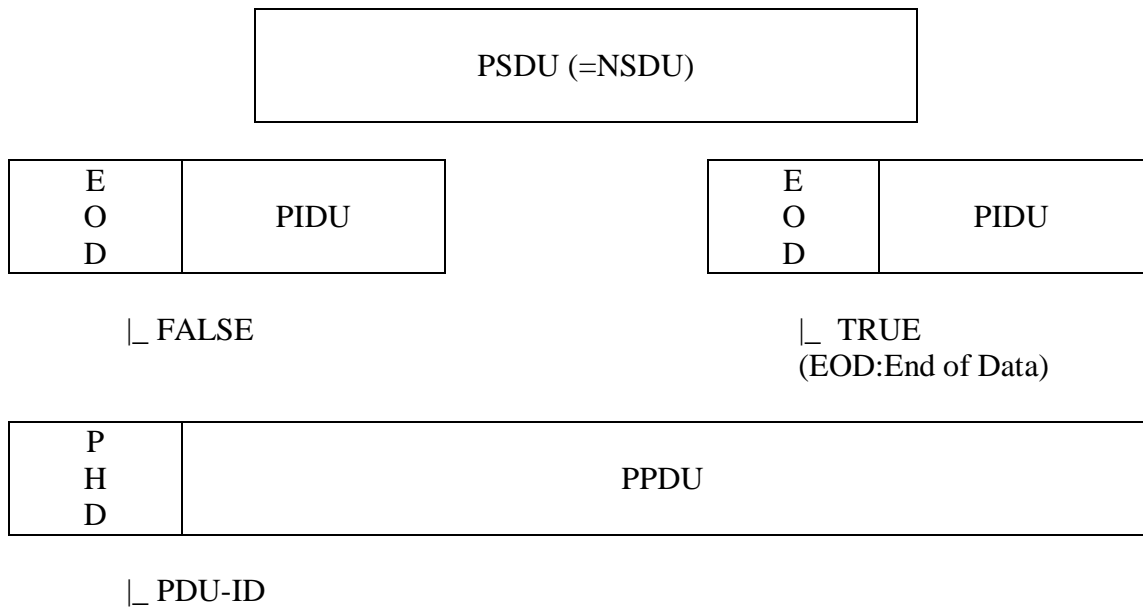 PSDU (=NSDU)
E
O
D
PIDU
E
O
D
PIDU
|_ FALSE
|_ TRUE
(EOD:End of Data)
P
H
D
PPDU
|_ PDU-ID